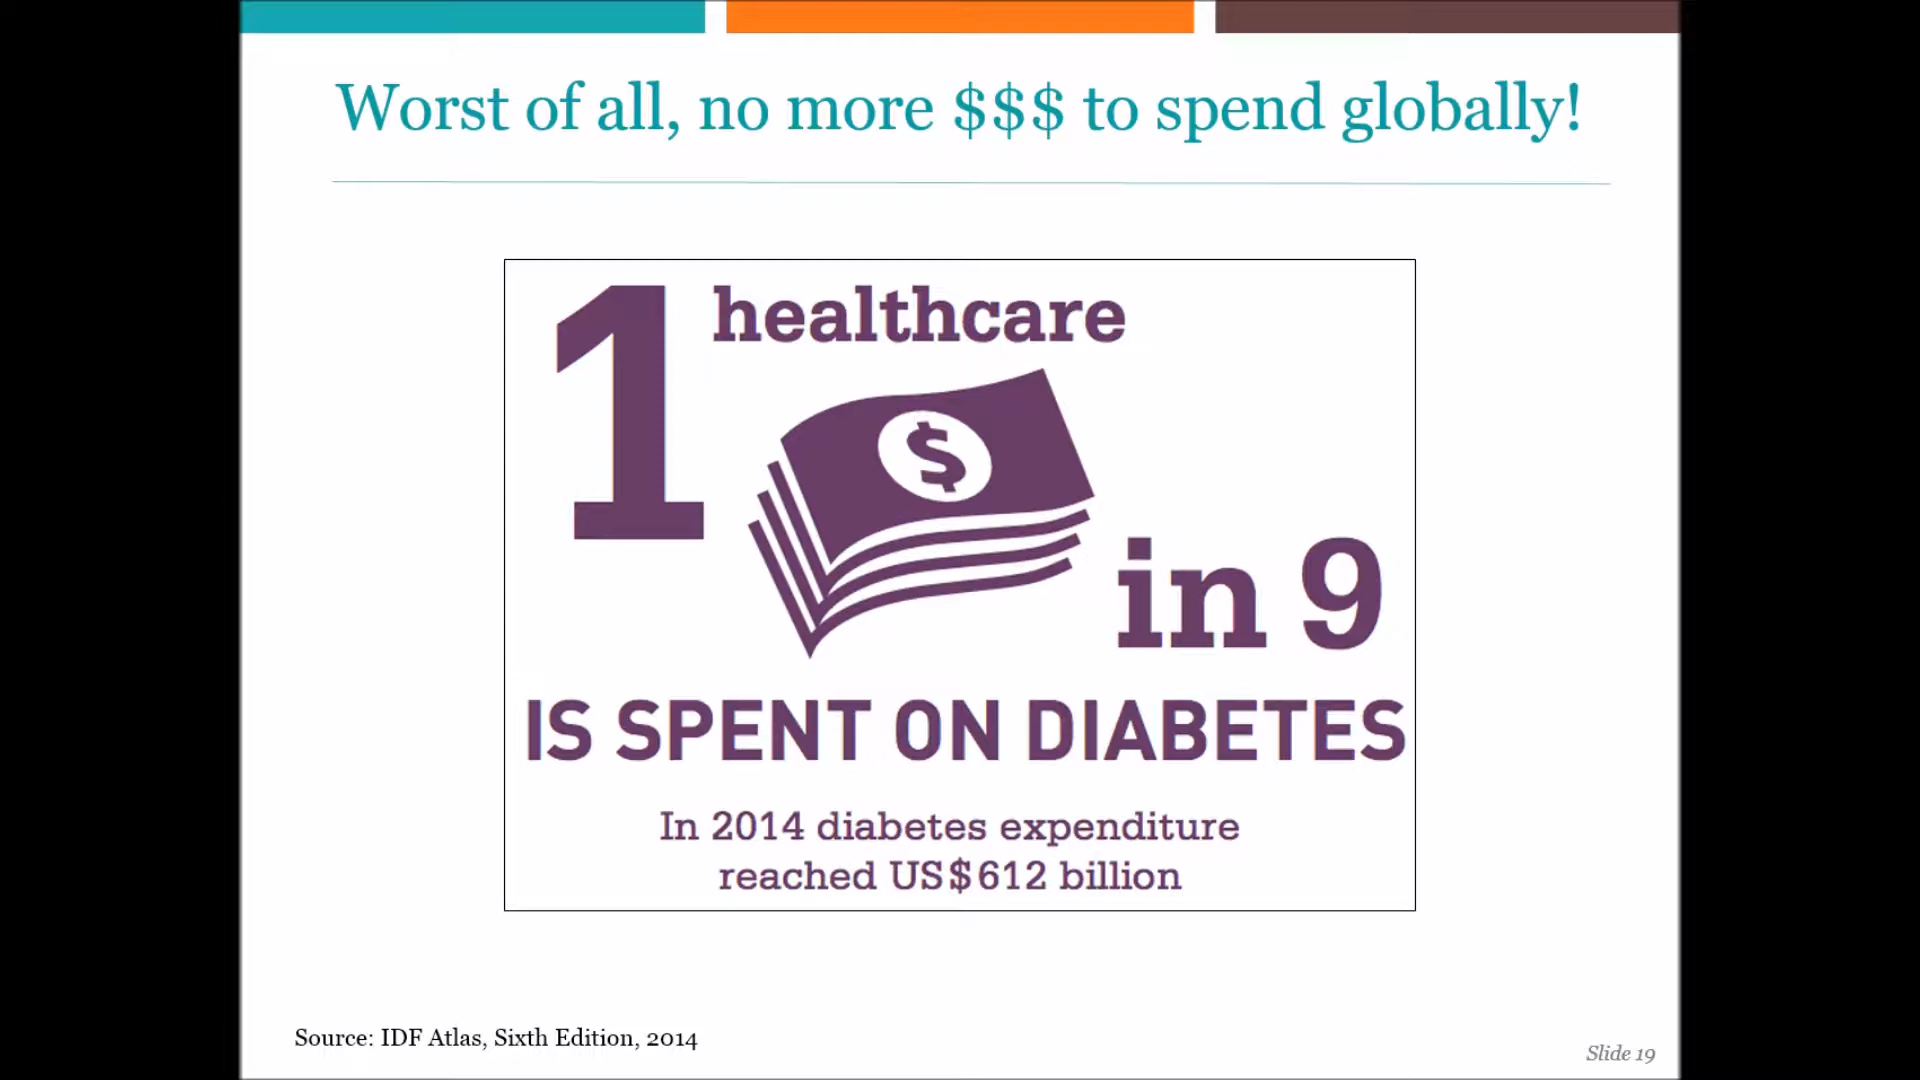 Worst of all, no more $$$ to spend globally!
1 healthcare
$
in 9
IS SPENT ON DIABETES
In 2014 diabetes expenditure
reached US$612 billion
Source: IDF Atlas, Sixth Edition, 2014
Slide 19